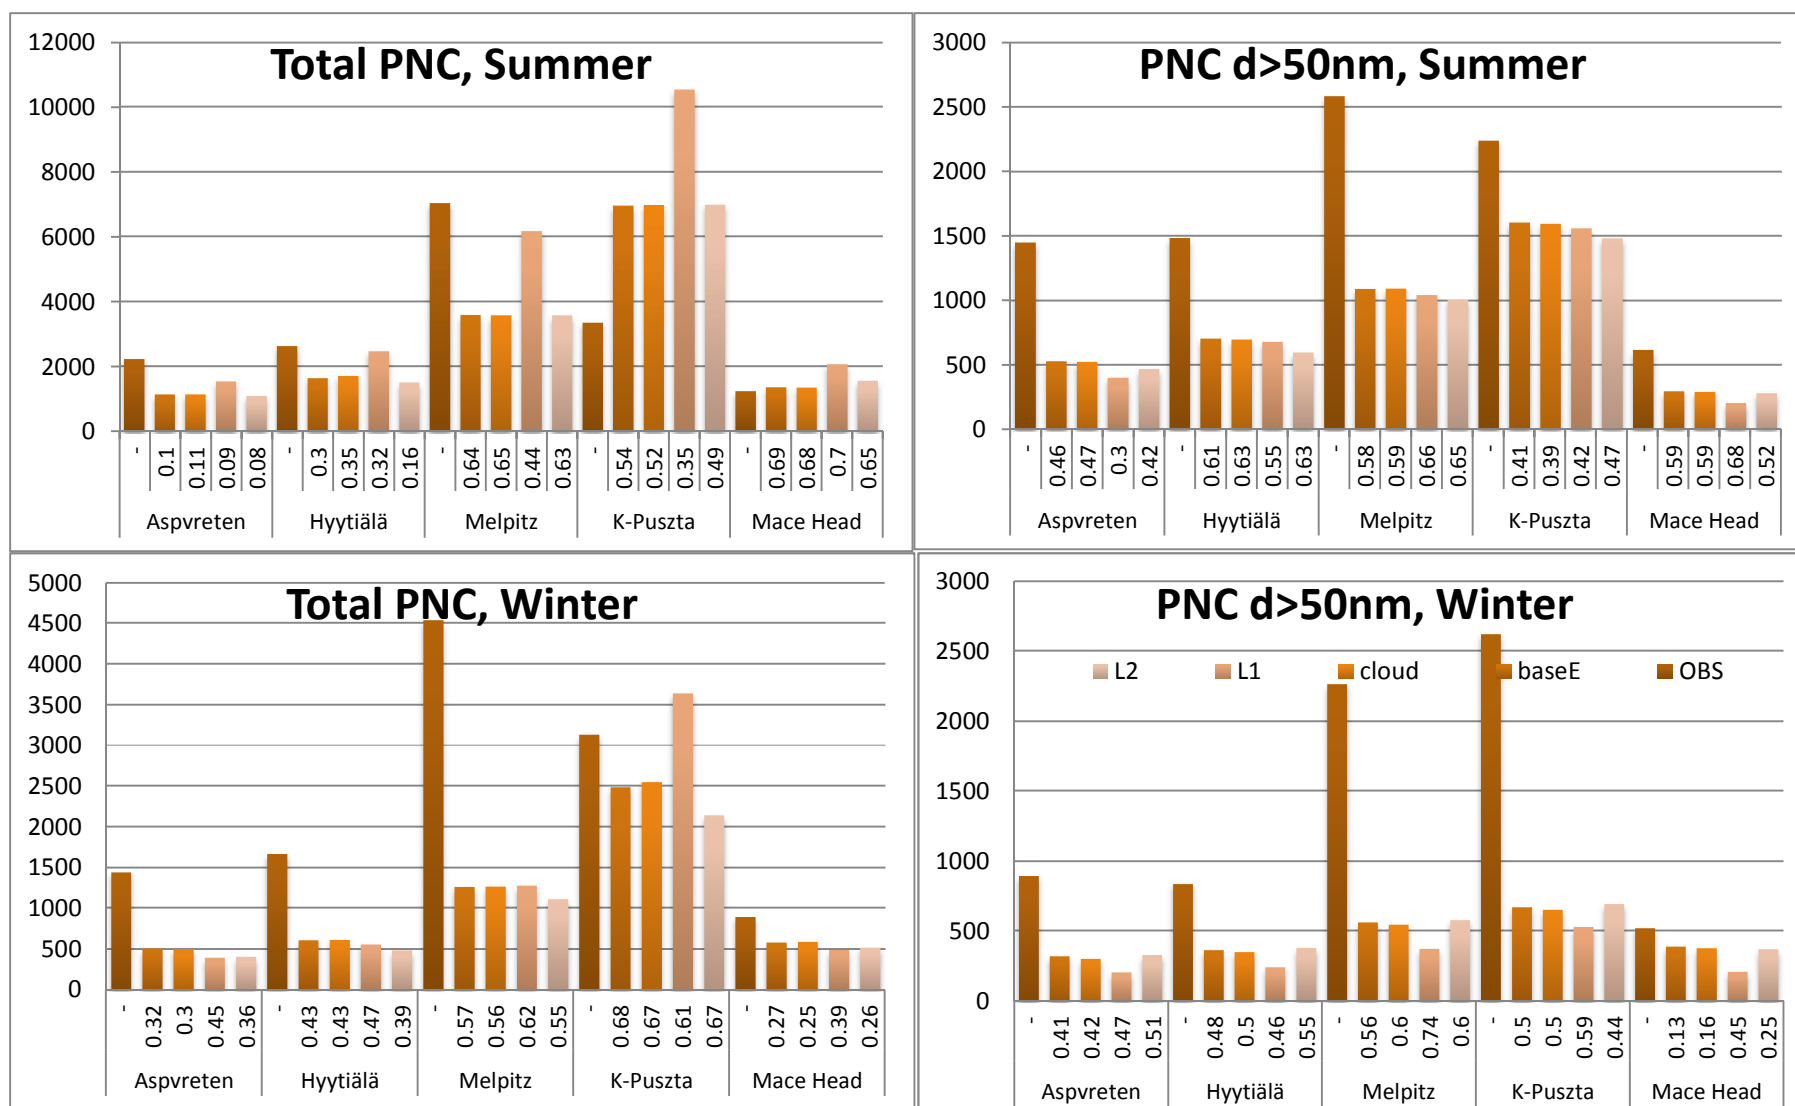 Total PNC, Summer
12000
10000
8000
6000
4000
2000
0
- 0.1 0.11 0.09 0.08 - 0.3 0.35 0.32 0.16 - 0.64 0.65 0.44 0.63 - 0.54 0.52 0.35 0.49 - 0.69 0.68 0.7 0.65
Aspvreten Hyytiälä Melpitz K-Puszta Mace Head
PNC d>50nm, Summer
3000
2500
2000
1500
1000
500
0
- 0.46 0.47 0.3 0.42 - 0.61 0.63 0.55 0.63 - 0.58 0.59 0.66 0.65 - 0.41 0.39 0.42 0.47 - 0.59 0.59 0.68 0.52
Aspvreten Hyytiälä Melpitz K-Puszta Mace Head
Total PNC, Winter
5000
4500
4000
3500
3000
2500
2000
1500
1000
500
0
- 0.32 0.3 0.45 0.36 - 0.43 0.43 0.47 0.39 - 0.57 0.56 0.62 0.55 - 0.68 0.67 0.61 0.67 - 0.27 0.25 0.39 0.26
Aspvreten Hyytiälä Melpitz K-Puszta Mace Head
PNC d>50nm, Winter
L2 L1 cloud baseE OBS
3000
2500
2000
1500
1000
500
0
- 0.41 0.42 0.47 0.51 - 0.48 0.5 0.46 0.55 - 0.56 0.6 0.74 0.6 - 0.5 0.5 0.59 0.44 - 0.13 0.16 0.45 0.25
Aspvreten Hyytiälä Melpitz K-Puszta Mace Head